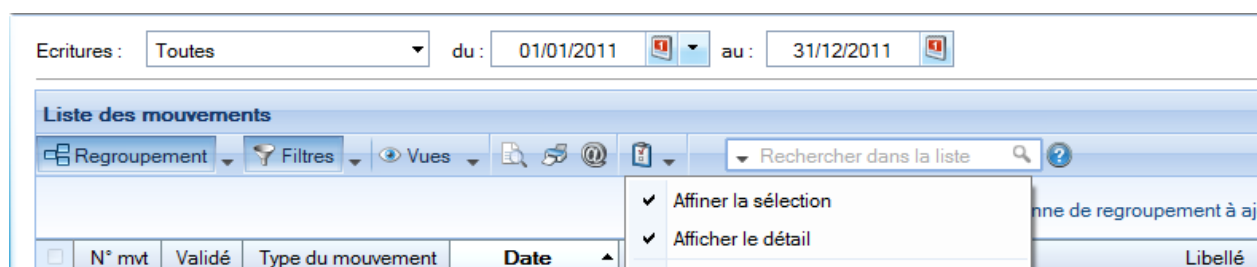 Ecritures : Toutes du : 01/01/2011 au : 31/12/2011
Liste des mouvements
Regroupement Filtres Vues Rechercher dans la liste
Affiner la sélection
nne de regroupement à aj
Afficher le détail
N° mvt Validé Type du mouvement Date Libellé